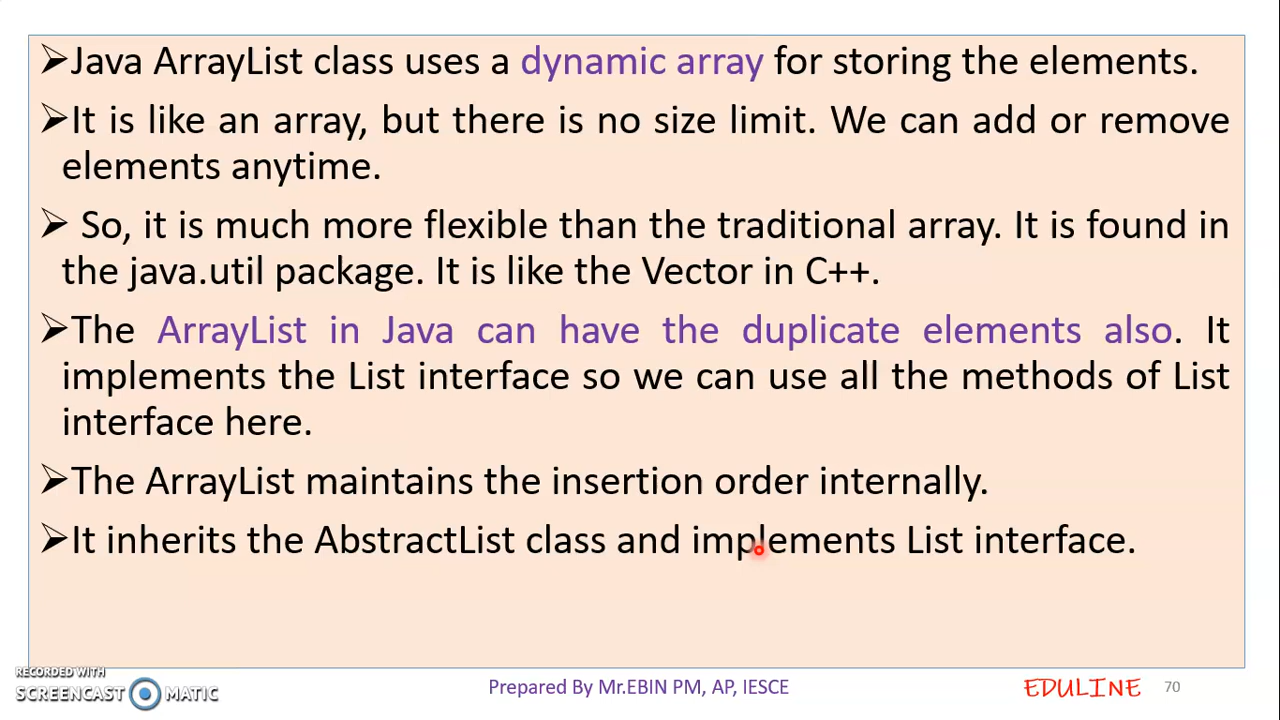 ➢Java ArrayList class uses a dynamic array for storing the elements.
➢It is like an array, but there is no size limit. We can add or remove
elements anytime.
➢ So, it is much more flexible than the traditional array. It is found in
the java.util package. It is like the Vector in C++.
➢The ArrayList in Java can have the duplicate elements also. It
implements the List interface so we can use all the methods of List
interface here.
➢The ArrayList maintains the insertion order internally.
➢It inherits the AbstractList class and implements List interface.
RECORDED WITH
SCREENCAST MATIC
Prepared By Mr.EBIN PM, AP, IESCE
EDULINE
70